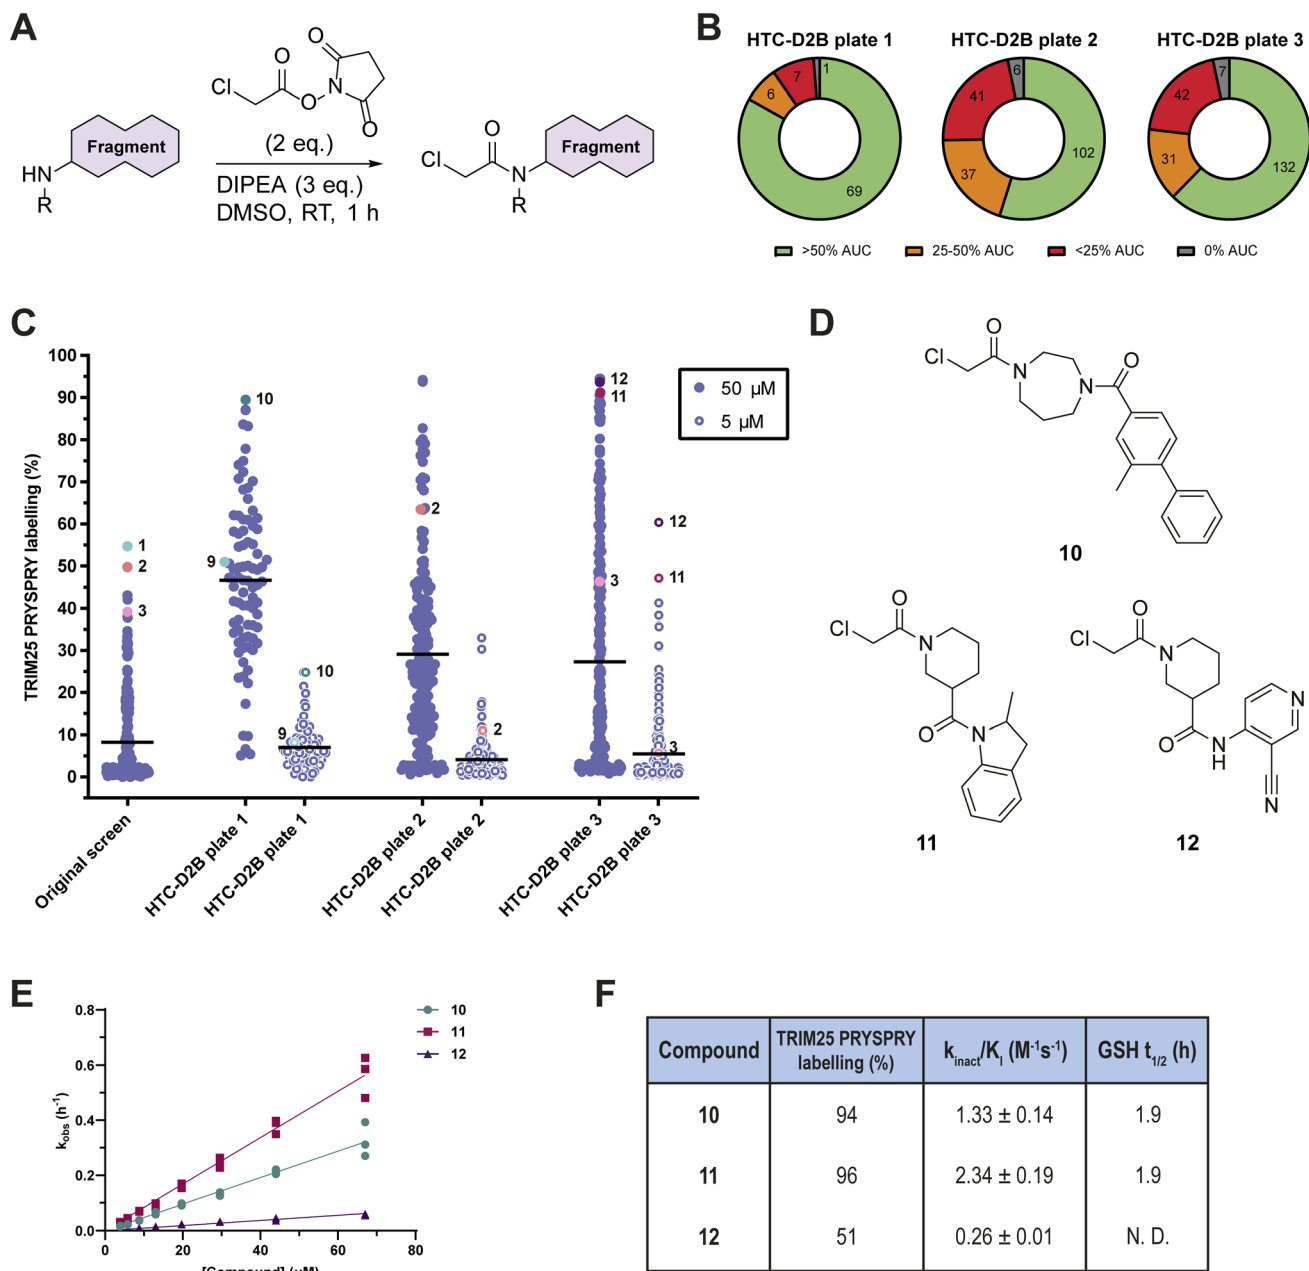 A
Cl
O
O
N
O
O
(2 eq.)
DIPEA (3 eq.)
DMSO, RT, 1 h
HN
R
Fragment
Cl
O
N
R
Fragment
B
HTC-D2B plate 1
HTC-D2B plate 2
HTC-D2B plate 3
1
7
6
69
6
41
37
102
7
42
31
132
>50% AUC
25-50% AUC
<25% AUC
0% AUC
C
TRIM25 PRYSPRY labelling (%)
100
90
80
70
60
50
40
30
20
10
0
1
2
3
10
9
10
9
2
2
12
11
3
12
11
3
50 μM
5 μM
Original screen
HTC-D2B plate 1
HTC-D2B plate 1
HTC-D2B plate 2
HTC-D2B plate 2
HTC-D2B plate 3
HTC-D2B plate 3
D
Cl
O
N
N
O
10
Cl
O
N
O
N
11
Cl
O
N
O
N
H
N
N
12
E
k obs (h-1)
0.8
0.6
0.4
0.2
0.0
0
20
40
60
80
[Compound] (μM)
10
11
12
F
Compound
TRIM25 PRYSPRY labelling (%)
kinact/KI (M-1s-1)
GSH t1/2 (h)
10
94
1.33 ± 0.14
1.9
11
96
2.34 ± 0.19
1.9
12
51
0.26 ± 0.01
N. D.